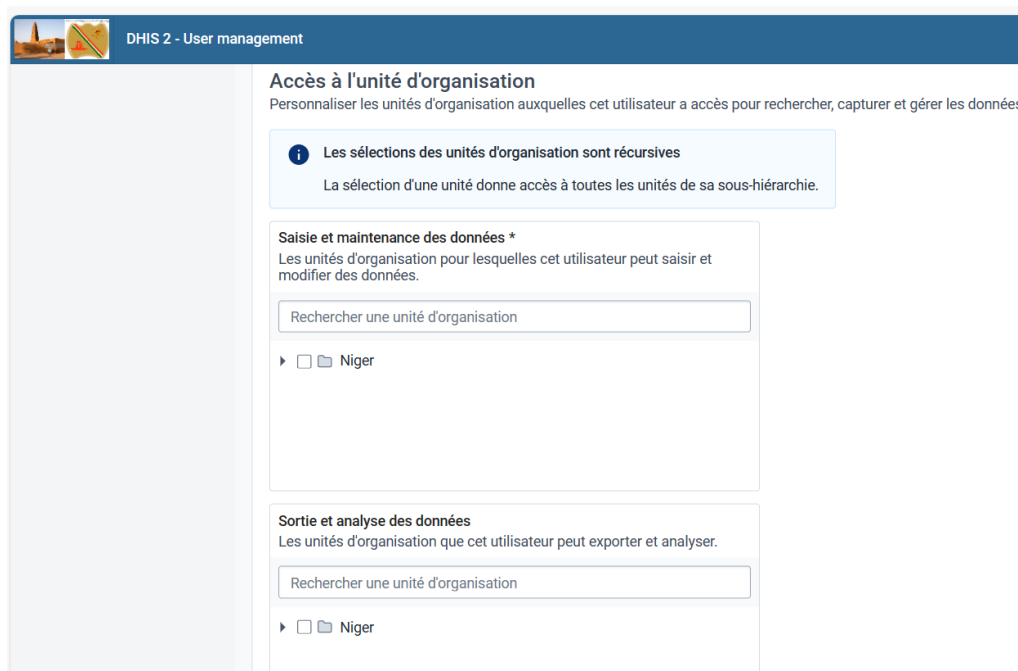 DHIS 2 - User management
Accès à l'unité d'organisation
Personnaliser les unités d'organisation auxquelles cet utilisateur a accès pour rechercher, capturer et gérer les données
Les sélections des unités d'organisation sont récursives
La sélection d'une unité donne accès à toutes les unités de sa sous-hiérarchie.
Saisie et maintenance des données *
Les unités d'organisation pour lesquelles cet utilisateur peut saisir et
modifier des données.
Rechercher une unité d'organisation
Niger
Sortie et analyse des données
Les unités d'organisation que cet utilisateur peut exporter et analyser.
Rechercher une unité d'organisation
Niger